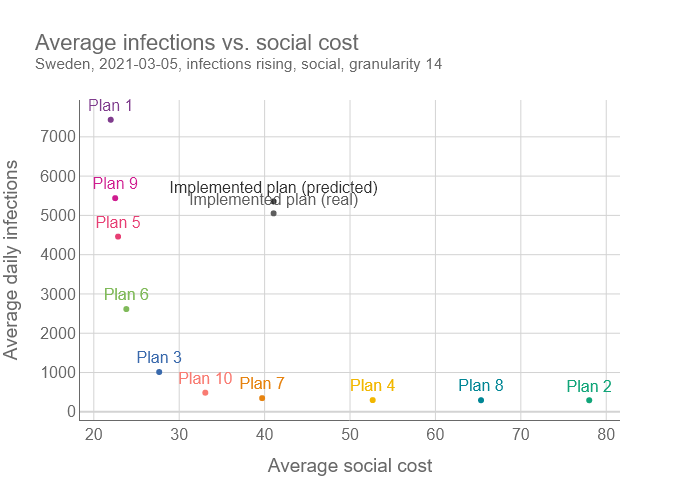 Average infections vs. social cost
Sweden, 2021-03-05, infections rising, social, granularity 14
Plan 1
7000
Plan 9
6000
Implemented plan (predicted)
Implemented plan (real)
Plan 5
5000
4000
Plan 6
3000
2000
Plan 3
1000
Plan 10
Plan 7
Plan 4
Plan 8
Plan 2
0
20 30 40 50 60 70 80
Average social cost
Average daily infections